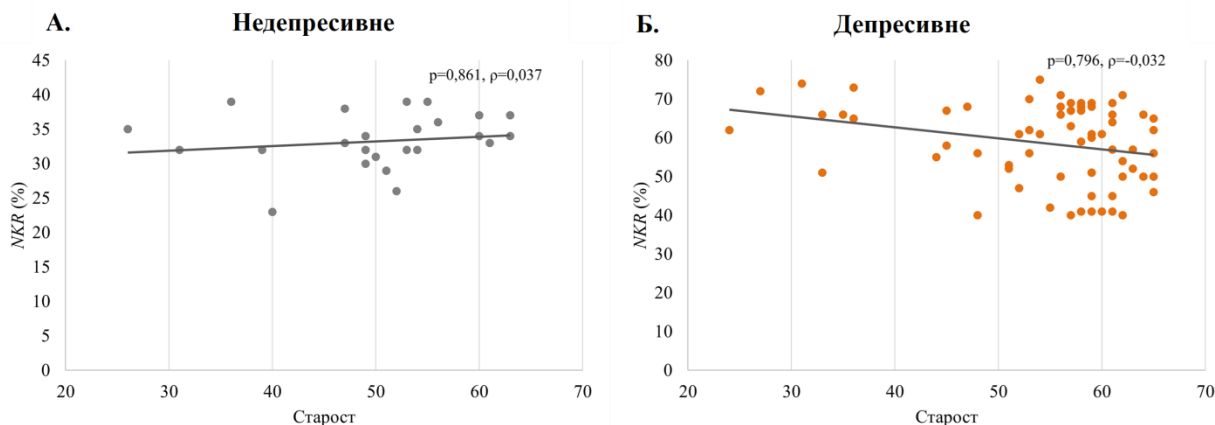 А. Недепресивне
p=0,861, ρ=0,037
45
40
35
30
25
20
15
10
5
0
NKR (%)
20 30 40 50 60 70
Старост
Б. Депресивне
p=0,796, ρ=-0,032
80
70
60
50
40
30
20
10
0
NKR (%)
20 30 40 50 60 70
Старост